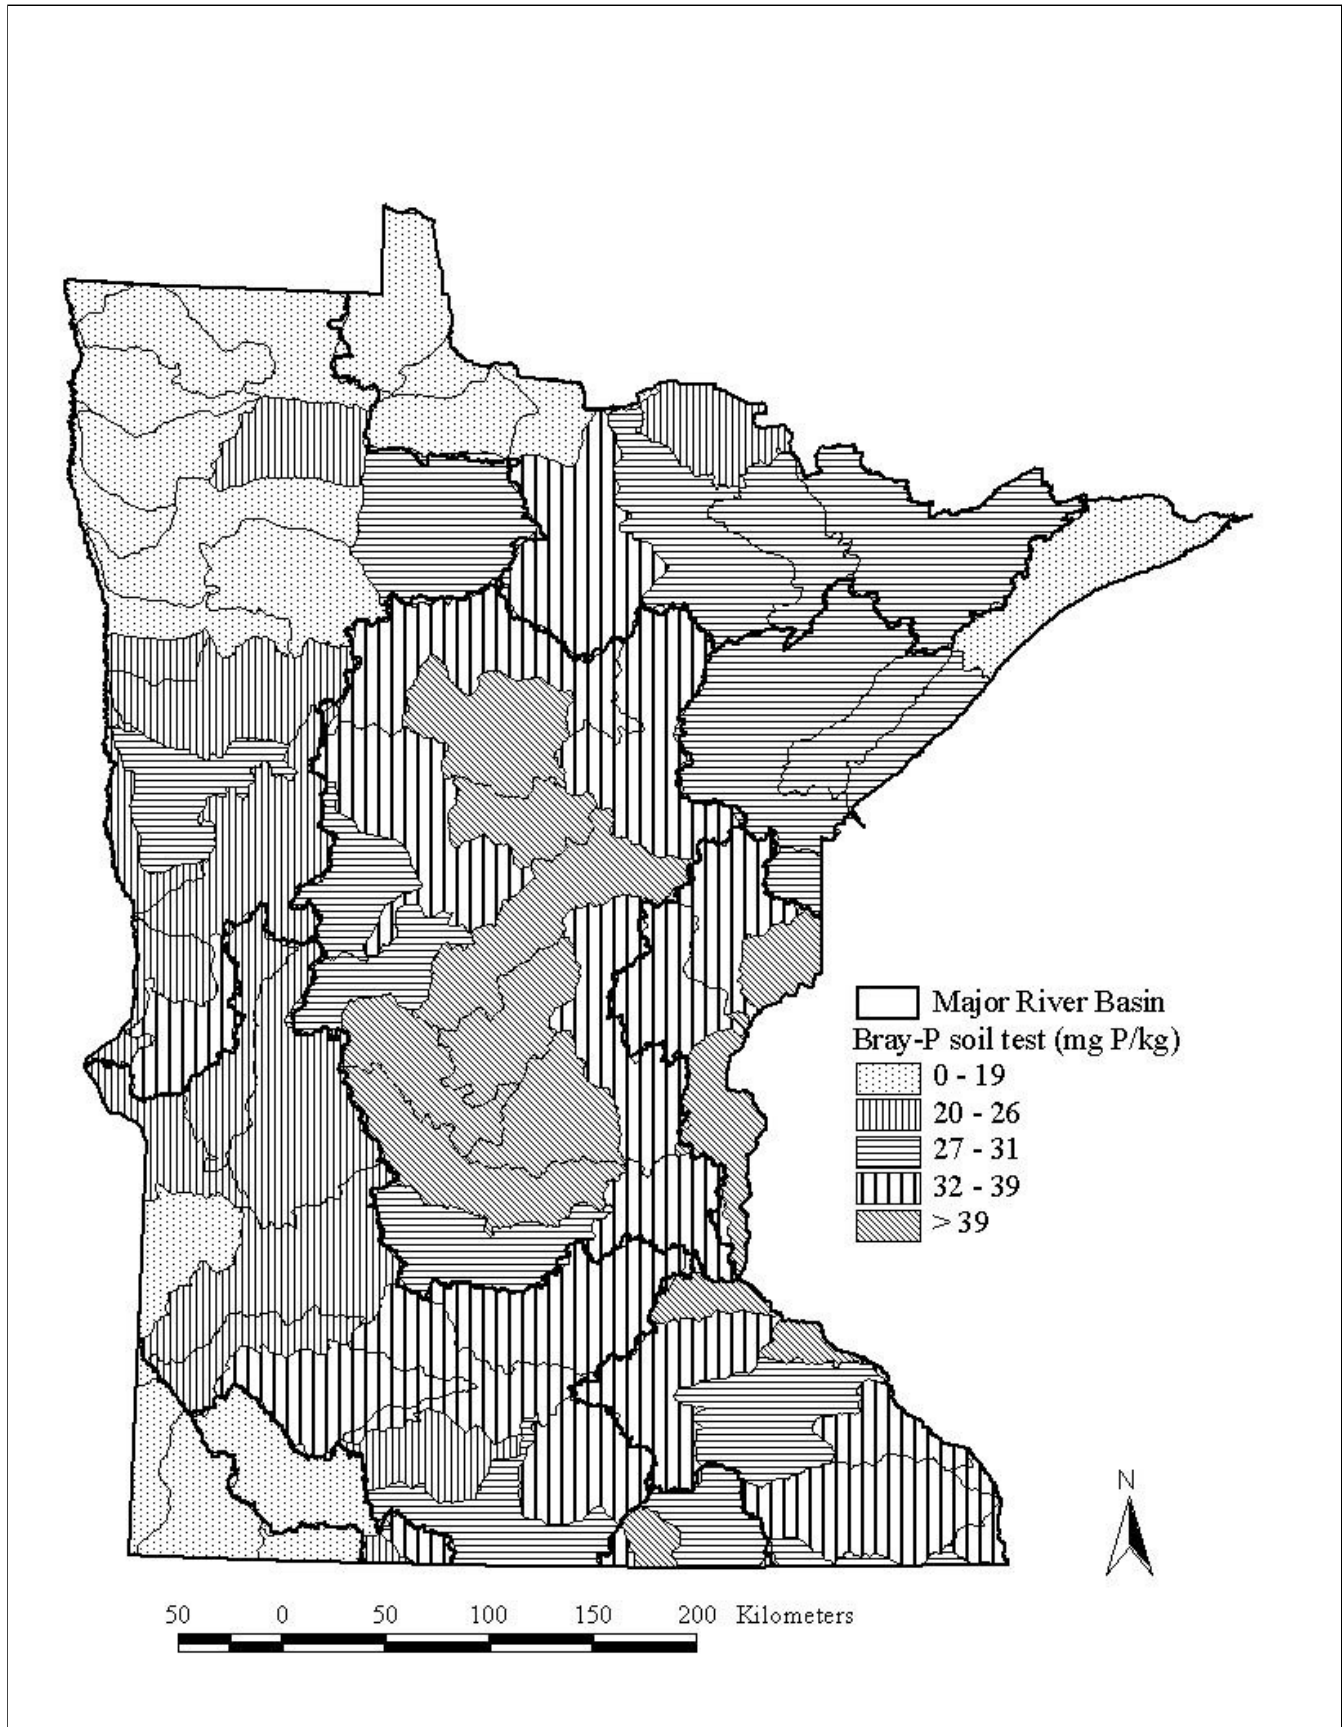 Major River Basin
Bray-P soil test (mg P/kg)
0 - 19
20 - 26
27 - 31
32 - 39
> 39
N
50 0 50 100 150 200 Kilometers